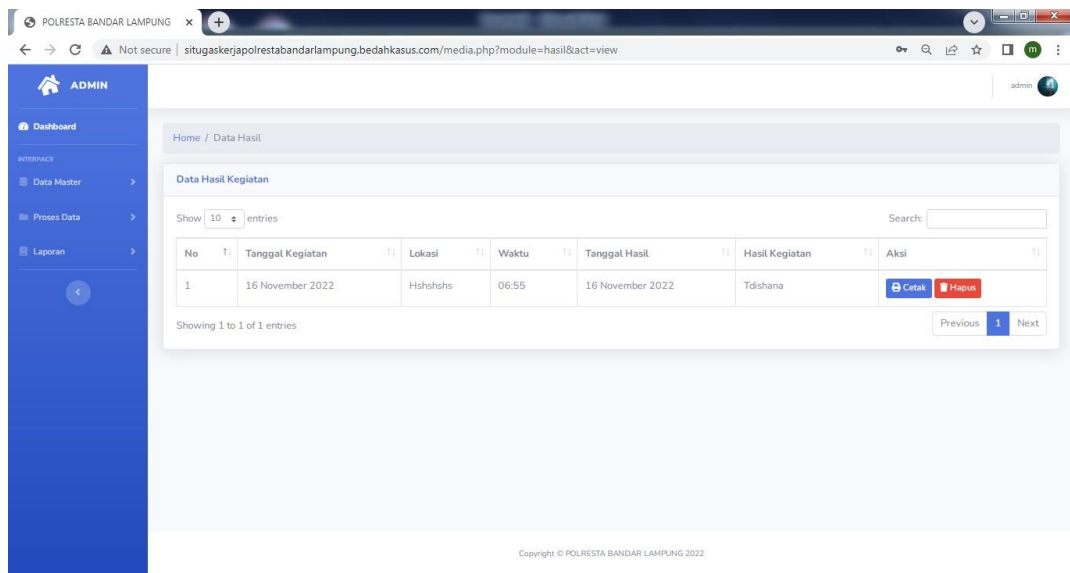 POLRESTA BANDAR LAMPUNG
Not secure | situgaskerjapolrestabandarlampung.bedahkasus.com/media.php?module=hasil&act=view
m
ADMIN
admin
Dashboard
Home / Data Hasil
INTERFACE
Data Master
Data Hasil Kegiatan
Proses Data
Show 10 entries
Search:
Laporan
No Tanggal Kegiatan Lokasi Waktu Tanggal Hasil Hasil Kegiatan Aksi
1 16 November 2022 Hshshshs 06:55 16 November 2022 Tdishana Cetak Hapus
Showing 1 to 1 of 1 entries
Previous 1 Next
Copyright © POLRESTA BANDAR LAMPUNG 2022